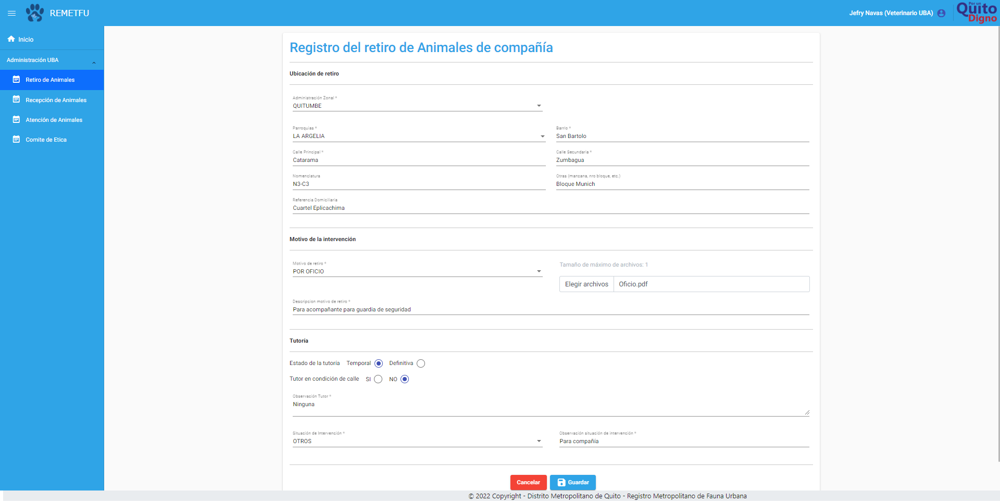 REMETFU
Jefry Navas (Veterinario UBA)
Por un
Quito
Digno
Inicio
Administración UBA
Retiro de Animales
Recepción de Animales
Atención de Animales
Comite de Etica
Registro del retiro de Animales de compañía
Ubicación de retiro
Administración Zonal *
QUITUMBE
Parroquias * Barrio *
LA ARGELIA San Bartolo
Calle Principal * Calle Secundaria *
Catarama Zumbagua
Nomenclatura Otras (manzana, nro bloque, etc.)
N3-C3 Bloque Munich
Referencia Domiciliaria
Cuartel Eplicachima
Motivo de la intervención
Motivo de retiro * Tamaño de máximo de archivos: 1
POR OFICIO
Elegir archivos Oficio.pdf
Descripcion motivo de retiro *
Para acompañante para guardia de seguridad
Tutoría
Estado de la tutoría Temporal Definitiva
Tutor en condición de calle SI NO
Observación Tutor *
Ninguna
Situación de Intervención * Observación situación de intervención *
OTROS Para compañía
Cancelar Guardar
© 2022 Copyright - Distrito Metropolitano de Quito - Registro Metropolitano de Fauna Urbana